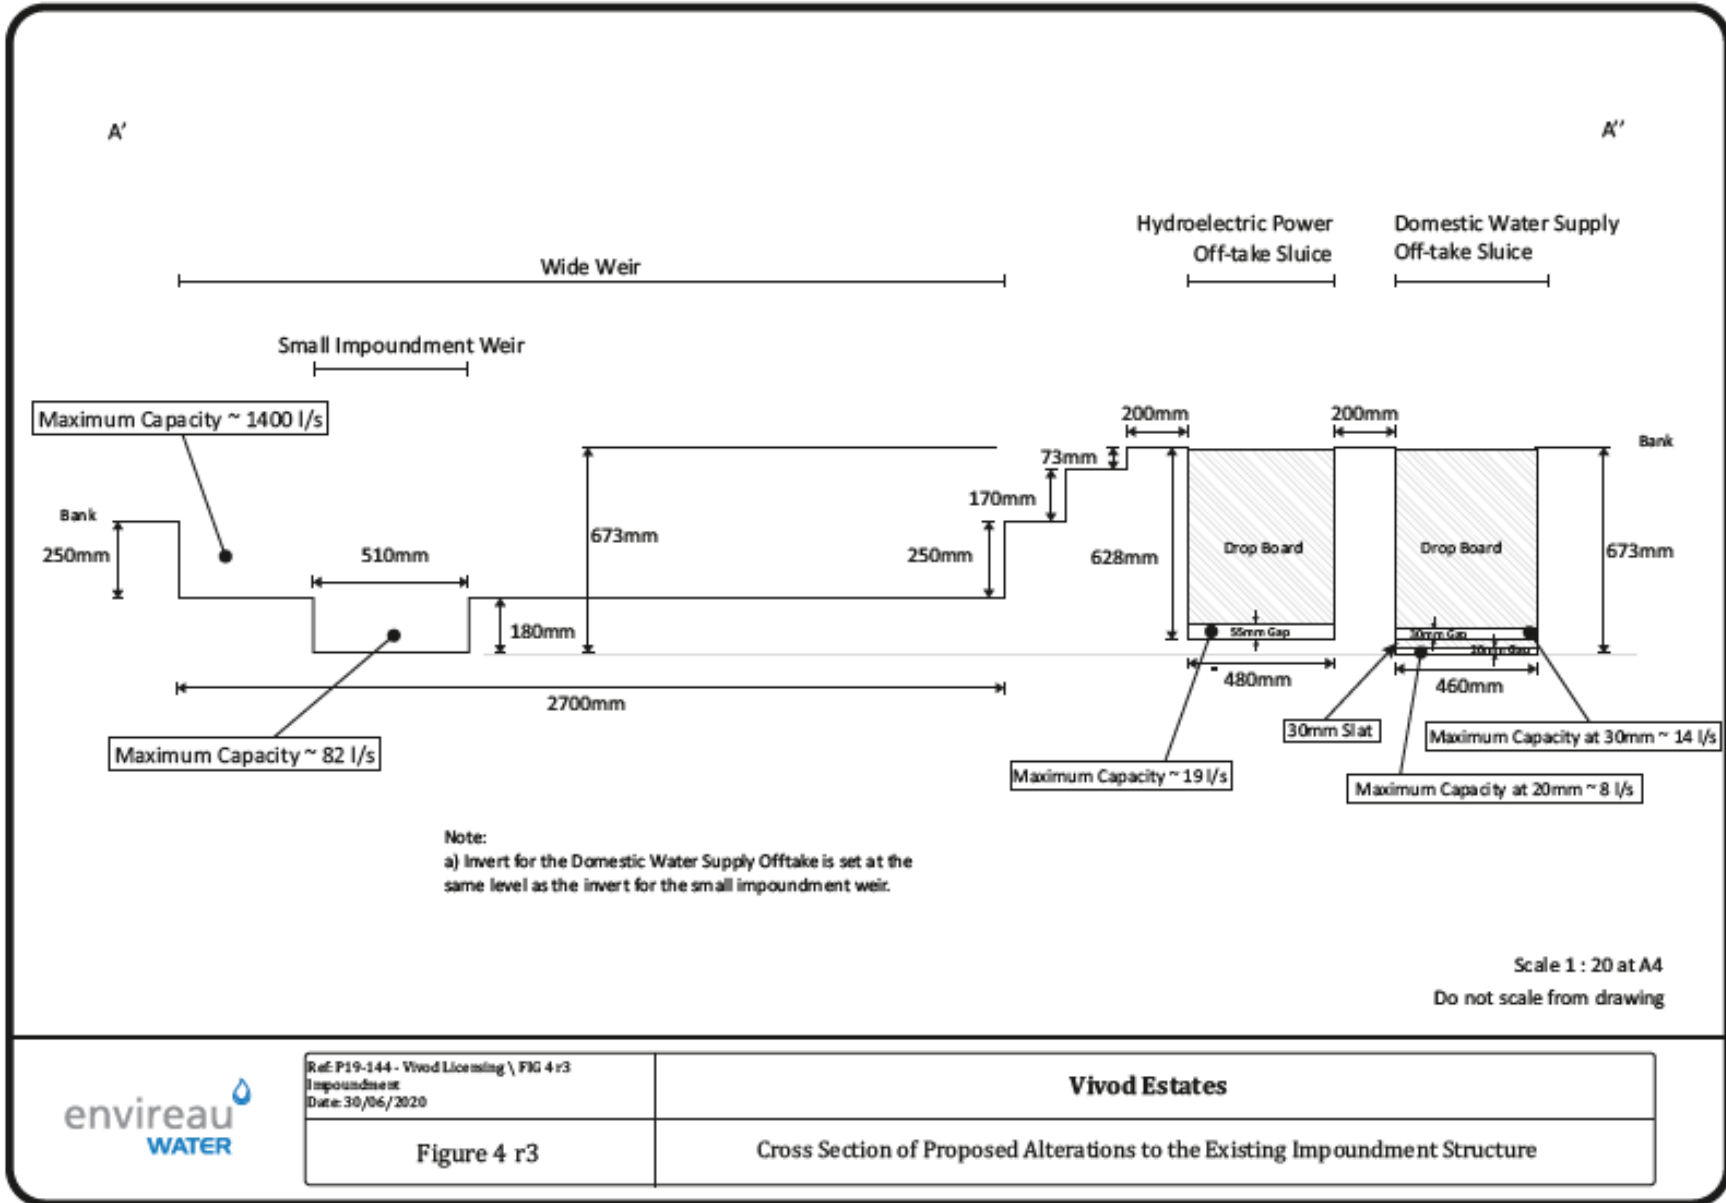 A'
A''
Hydroelectric Power
Off-take Sluice
Domestic Water Supply
Off-take Sluice
Wide Weir
Small Impoundment Weir
Maximum Capacity ~ 1400 l/s
200mm
200mm
Bank
73mm
170mm
Bank
250mm
510mm
673mm
250mm
628mm
Drop Board
Drop Board
673mm
180mm
55mm Gap
30mm Gap
20mm Gap
480mm
460mm
2700mm
30mm Slat
Maximum Capacity at 30mm ~ 14 l/s
Maximum Capacity ~ 82 l/s
Maximum Capacity ~ 19 l/s
Maximum Capacity at 20mm ~ 8 l/s
Note:
a) Invert for the Domestic Water Supply Offtake is set at the
same level as the invert for the small impoundment weir.
Scale 1 : 20 at A4
Do not scale from drawing
envireau
WATER
Ref: P19-144 - Vivod Licensing \ FIG 4 r3
Impoundment
Date: 30/06/2020
Figure 4 r3
Vivod Estates
Cross Section of Proposed Alterations to the Existing Impoundment Structure